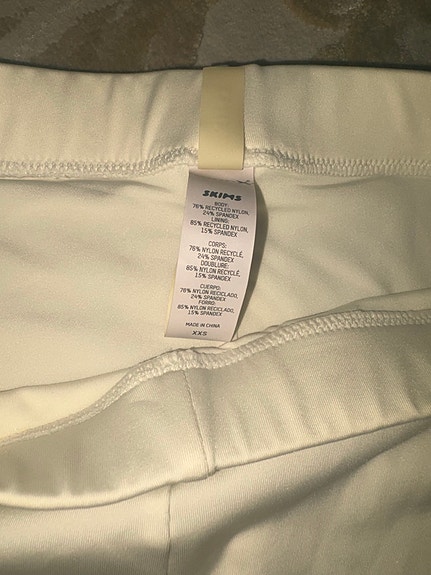 SKIMS
BODY:
76% RECYCLED NYLON,
24% SPANDEX
LINING:
85% RECYCLED NYLON,
15% SPANDEX
CORPS:
76% NYLON RECYCLÉ,
24% SPANDEX
DOUBLURE:
85% NYLON RECYCLÉ,
15% SPANDEX
CUERPO:
76% NYLON RECICLADO,
24% SPANDEX
FORRO:
85% NYLON RECICLADO,
15% SPANDEX
MADE IN CHINA
XXS